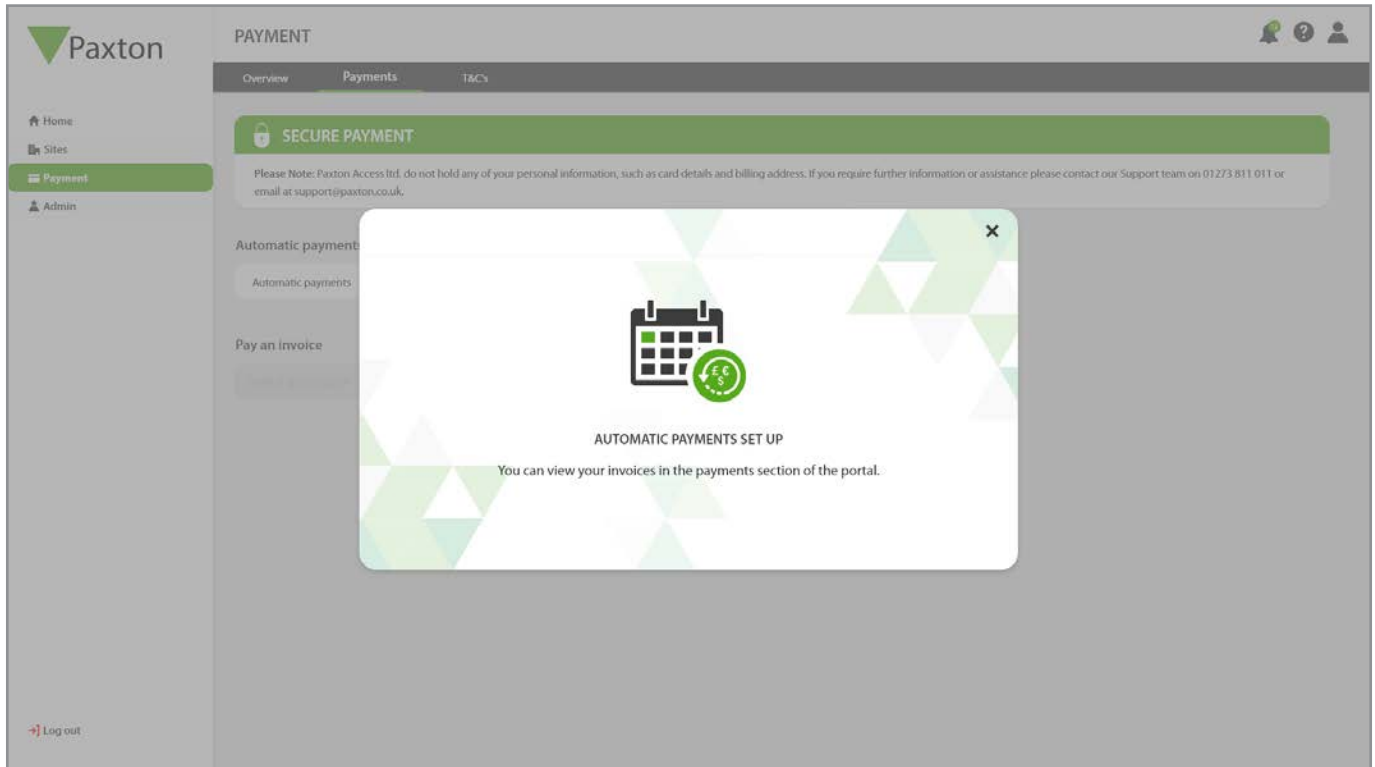 Paxton
PAYMENT
Overview Payments T&C's
Home
Sites
Payment
Admin
SECURE PAYMENT
Please Note: Paxton Access ltd. do not hold any of your personal information, such as card details and billing address. If you require further information or assistance please contact our Support team on 01273 811 011 or
email at support@paxton.co.uk.
Automatic payments
Automatic payments
Pay an invoice
£ €
$
AUTOMATIC PAYMENTS SET UP
You can view your invoices in the payments section of the portal.
Log out